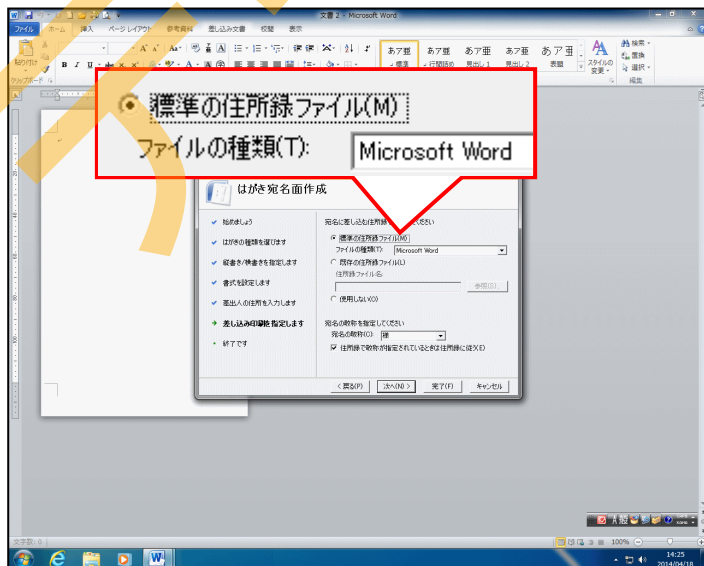 文書 2 - Microsoft Word
ファイル ホーム 挿入 ページ レイアウト 参考資料 差し込み文書 校閲 表示
貼り付け
あア亜 あア亜 あア亜 あア亜 あア亜
標準 行間詰め 見出し 1 見出し 2 表題
スタイルの変更
検索
置換
選択
クリップボード
編集
標準の住所録ファイル(M)
ファイルの種類(T): Microsoft Word
はがき宛名面作成
始めましょう
はがきの種類を選びます
縦書き/横書きを指定します
書式を設定します
差出人の住所を入力します
差し込み印刷を指定します
終了です
標準の住所録ファイル(M)
ファイルの種類(T): Microsoft Word
既存の住所録ファイル(L)
住所録ファイル名:
参照(S)...
使用しない(O)
宛名の敬称を指定してください
宛名の敬称(C): 様
住所録で敬称が指定されているときは住所録に従う(E)
< 戻る(P) 次へ(N) > 完了(F) キャンセル
文字数: 0
100%
A 般
14:25
2014/04/18